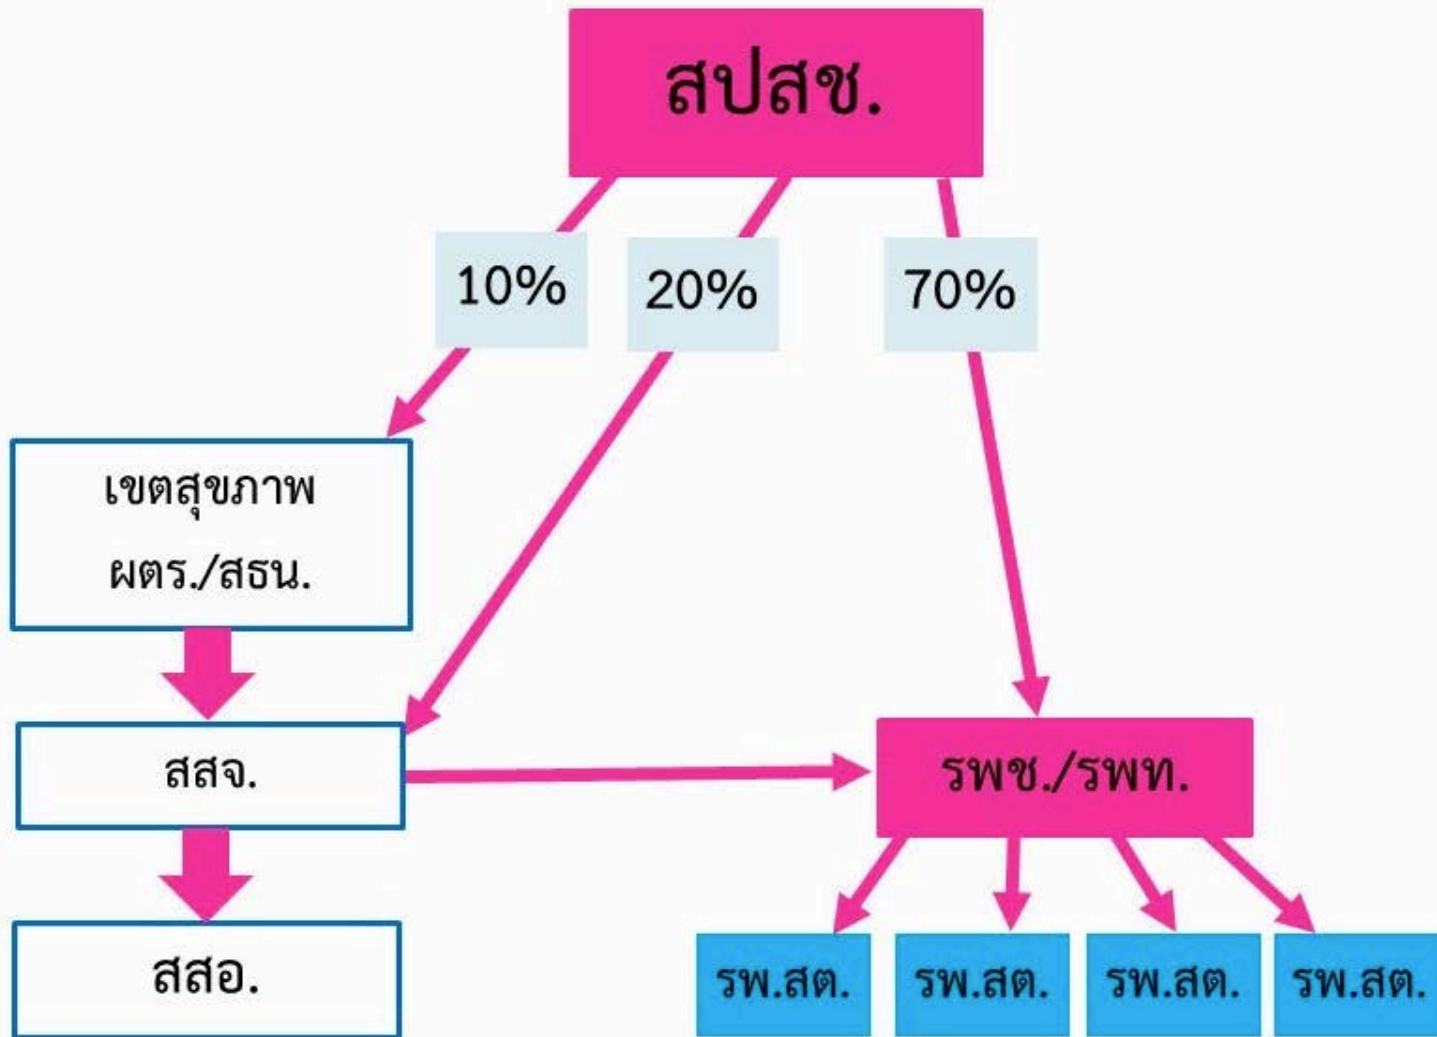 สปสช.
10%
20%
70%
เขตสุขภาพ
ผตร./สธน.
สสจ.
รพช./รพท.
สสอ.
รพ.สต.
รพ.สต.
รพ.สต.
รพ.สต.